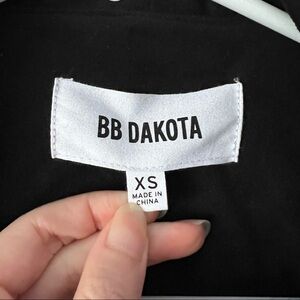 BB DAKOTA
XS
MADE IN
CHINA